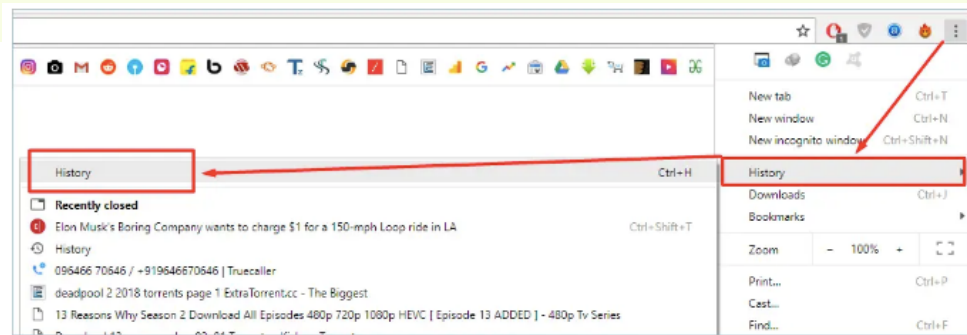 New tab Ctrl+T
New window Ctrl+N
New incognito window Ctrl+Shift+N
History
Downloads Ctrl+J
Bookmarks
Zoom - 100% +
Print... Ctrl+P
Cast...
Find... Ctrl+F
History Ctrl+H
Recently closed
Elon Musk's Boring Company wants to charge $1 for a 150-mph Loop ride in LA Ctrl+Shift+T
History
096466 70646 / +919646670646 | Truecaller
deadpool 2 2018 torrents page 1 ExtraTorrent.cc - The Biggest
13 Reasons Why Season 2 Download All Episodes 480p 720p 1080p HEVC [ Episode 13 ADDED ] - 480p Tv Series